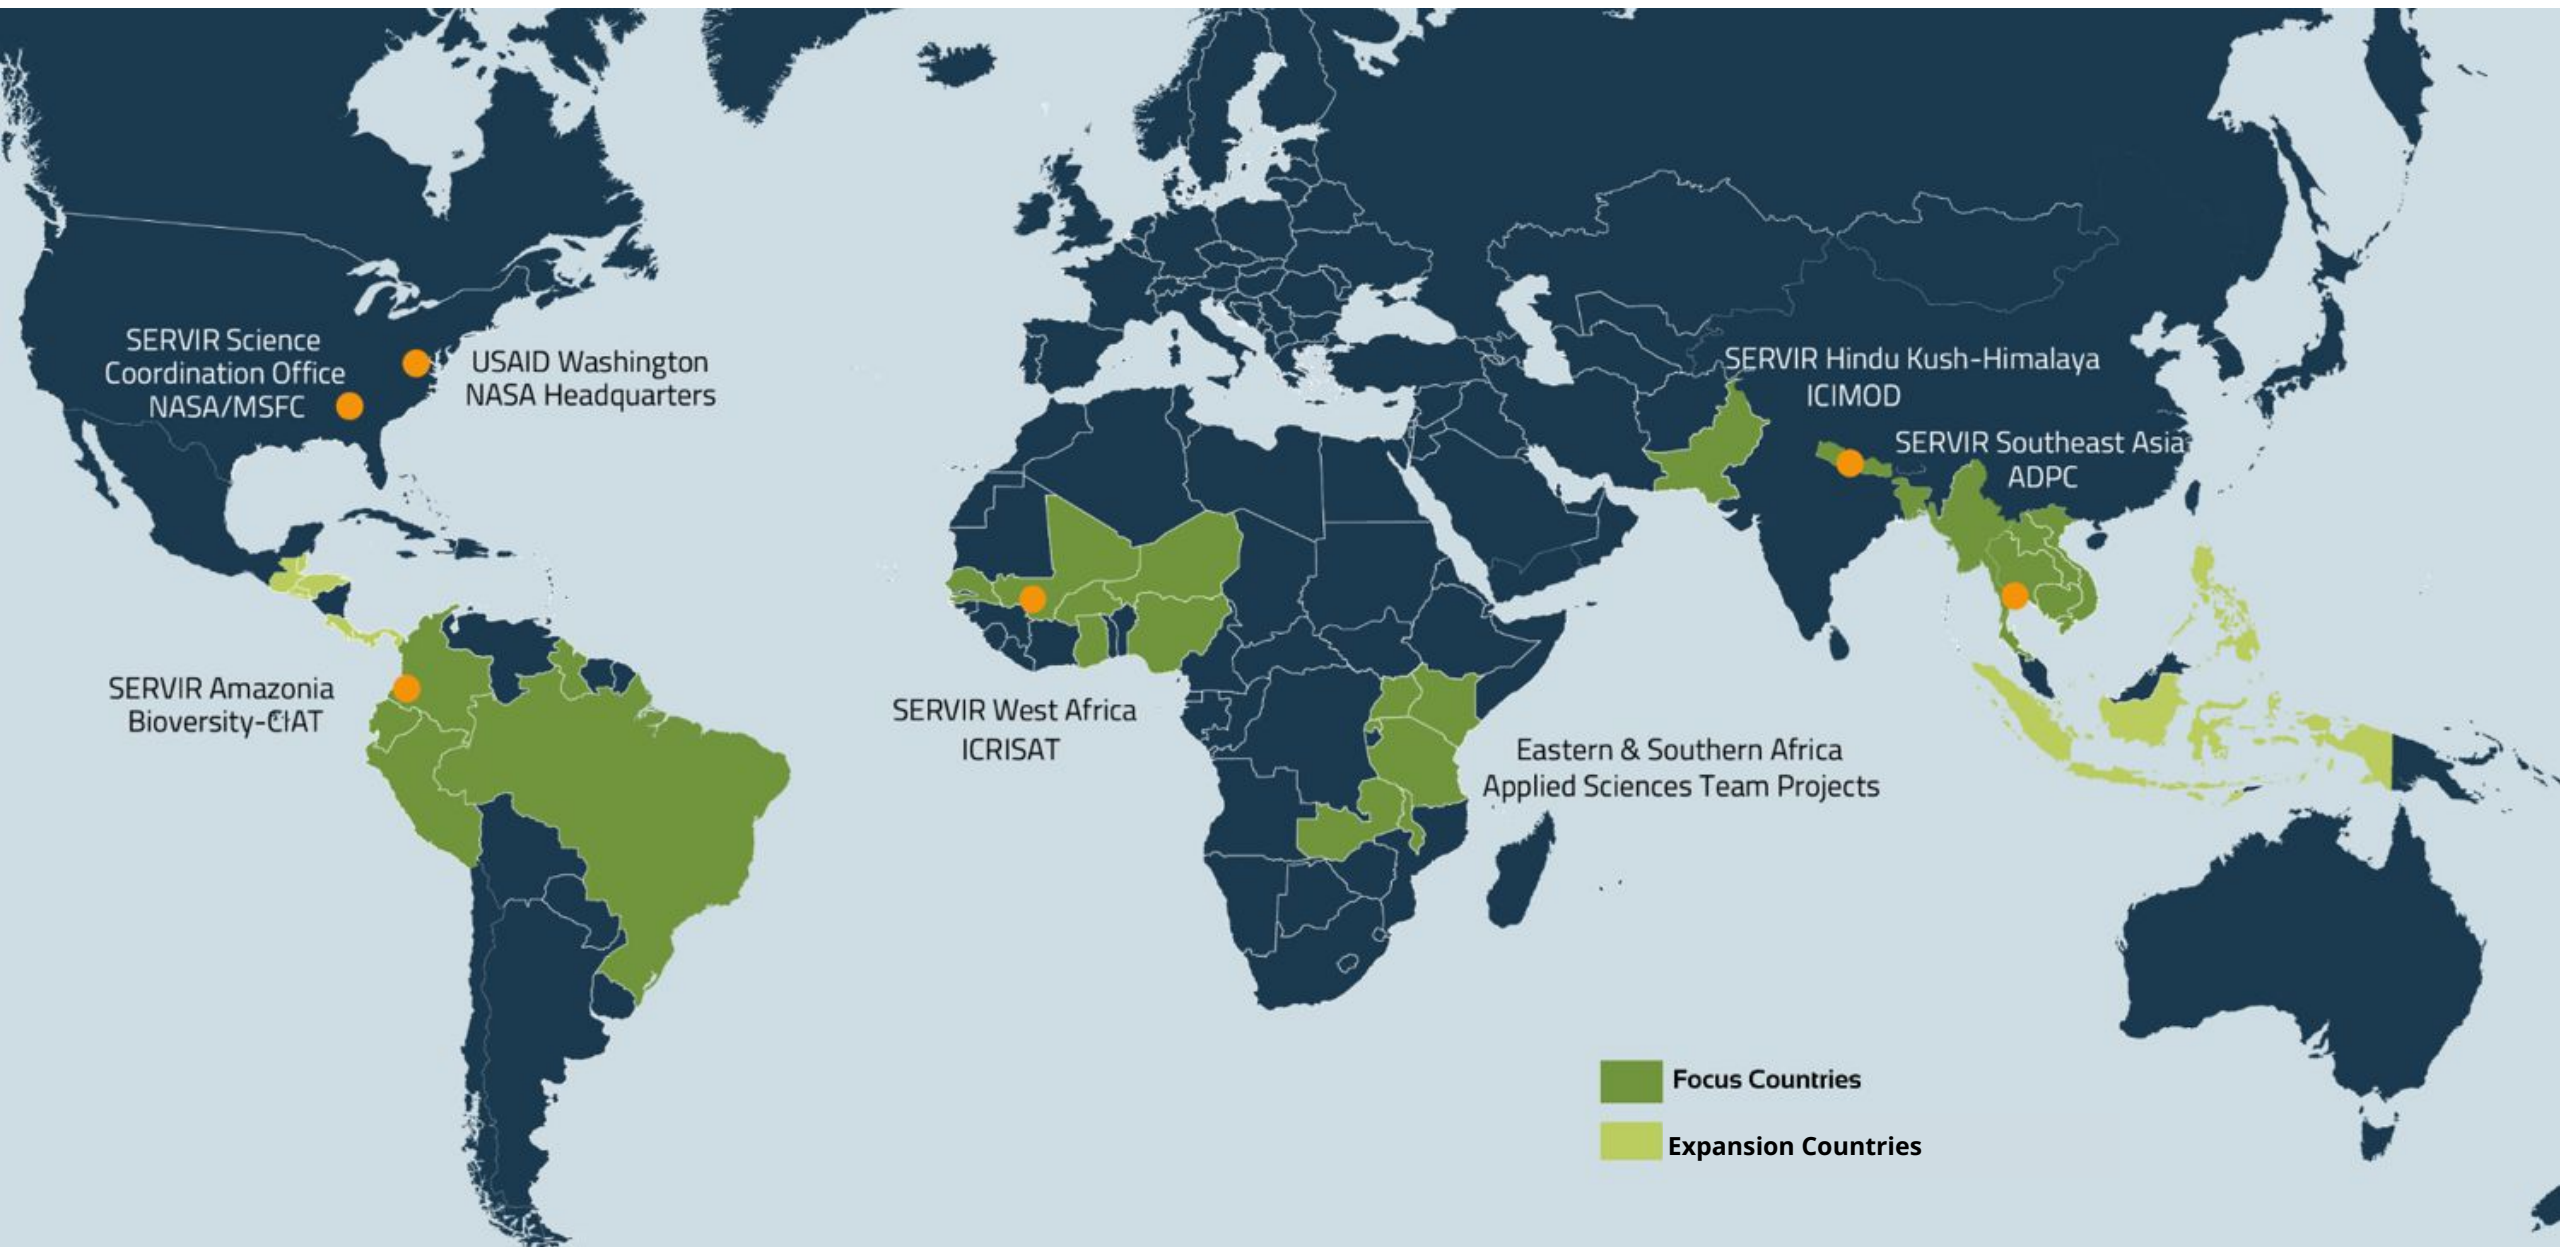 SERVIR Science
Coordination Office
NASA/MSFC
USAID Washington
NASA Headquarters
SERVIR Hindu Kush-Himalaya
ICIMOD
SERVIR Southeast Asia
ADPC
SERVIR Amazonia
Bioversity-CIAT
SERVIR West Africa
ICRISAT
Eastern & Southern Africa
Applied Sciences Team Projects
Focus Countries
Expansion Countries